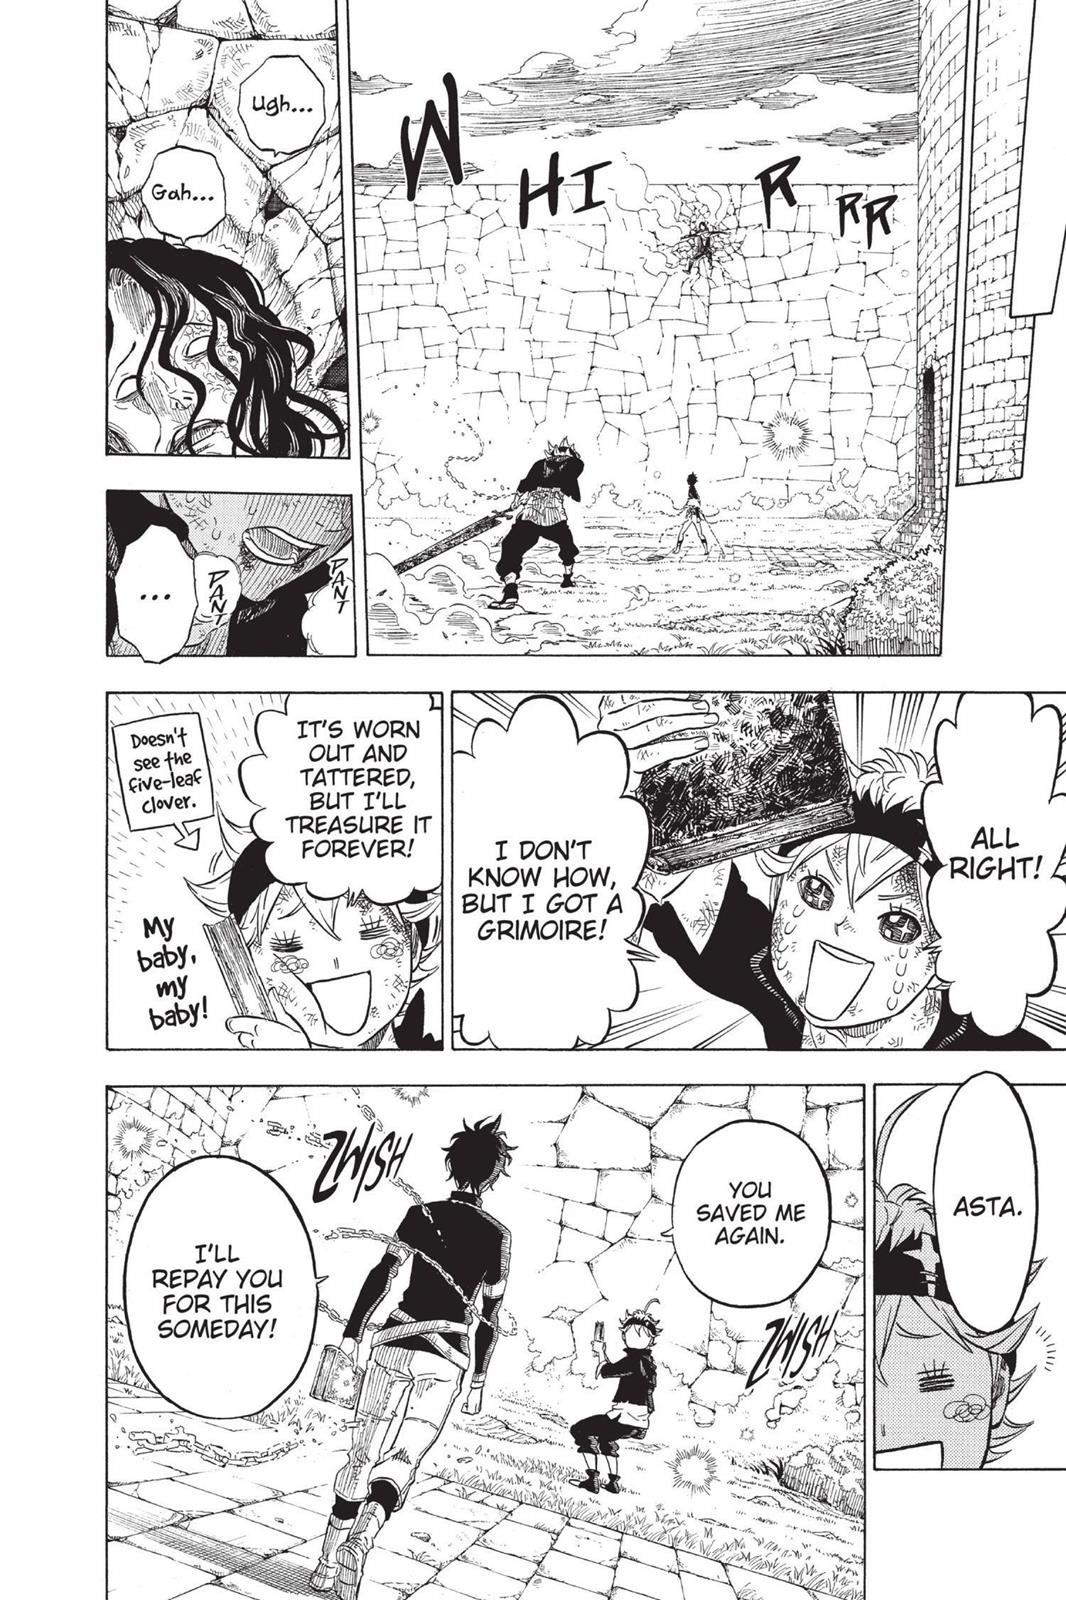 WHIRRRR
Ugh...
Gah...
PANT
PANT
...
ALL
RIGHT!
I DON'T
KNOW HOW,
BUT I GOT A
GRIMOIRE!
IT'S WORN
OUT AND
TATTERED,
BUT I'LL
TREASURE IT
FOREVER!
Doesn't
see the
five-leaf
clover.
My
baby,
my
baby!
ASTA.
YOU
SAVED ME
AGAIN.
ZWISH
ZWISH
I'LL
REPAY YOU
FOR THIS
SOMEDAY!